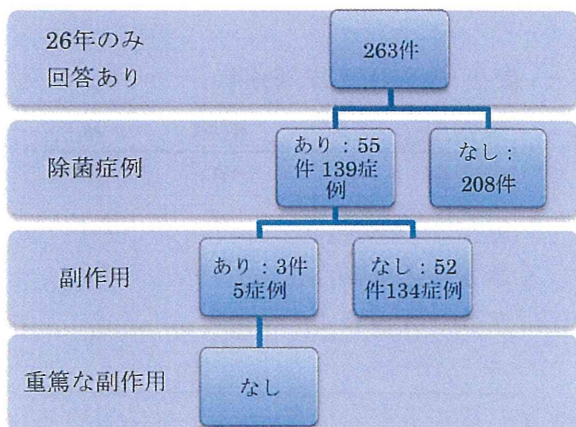 26年のみ
回答あり
263件
除菌症例
あり：55
件 139症
例
なし：
208件
副作用
あり：3件
5症例
なし：52
件134症例
重篤な副作用
なし